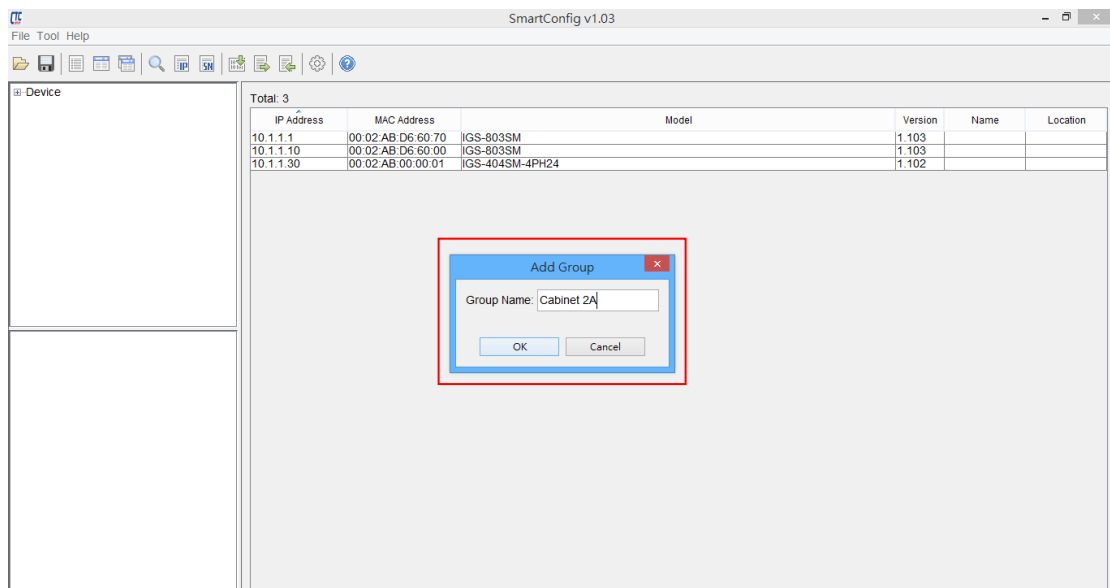 CTC
SmartConfig v1.03
File Tool Help
IP SN
Device
Total: 3
IP Address MAC Address Model Version Name Location
10.1.1.1 00:02:AB:D6:60:70 IGS-803SM 1.103
10.1.1.10 00:02:AB:D6:60:00 IGS-803SM 1.103
10.1.1.30 00:02:AB:00:00:01 IGS-404SM-4PH24 1.102
Add Group
Group Name: Cabinet 2A
OK Cancel